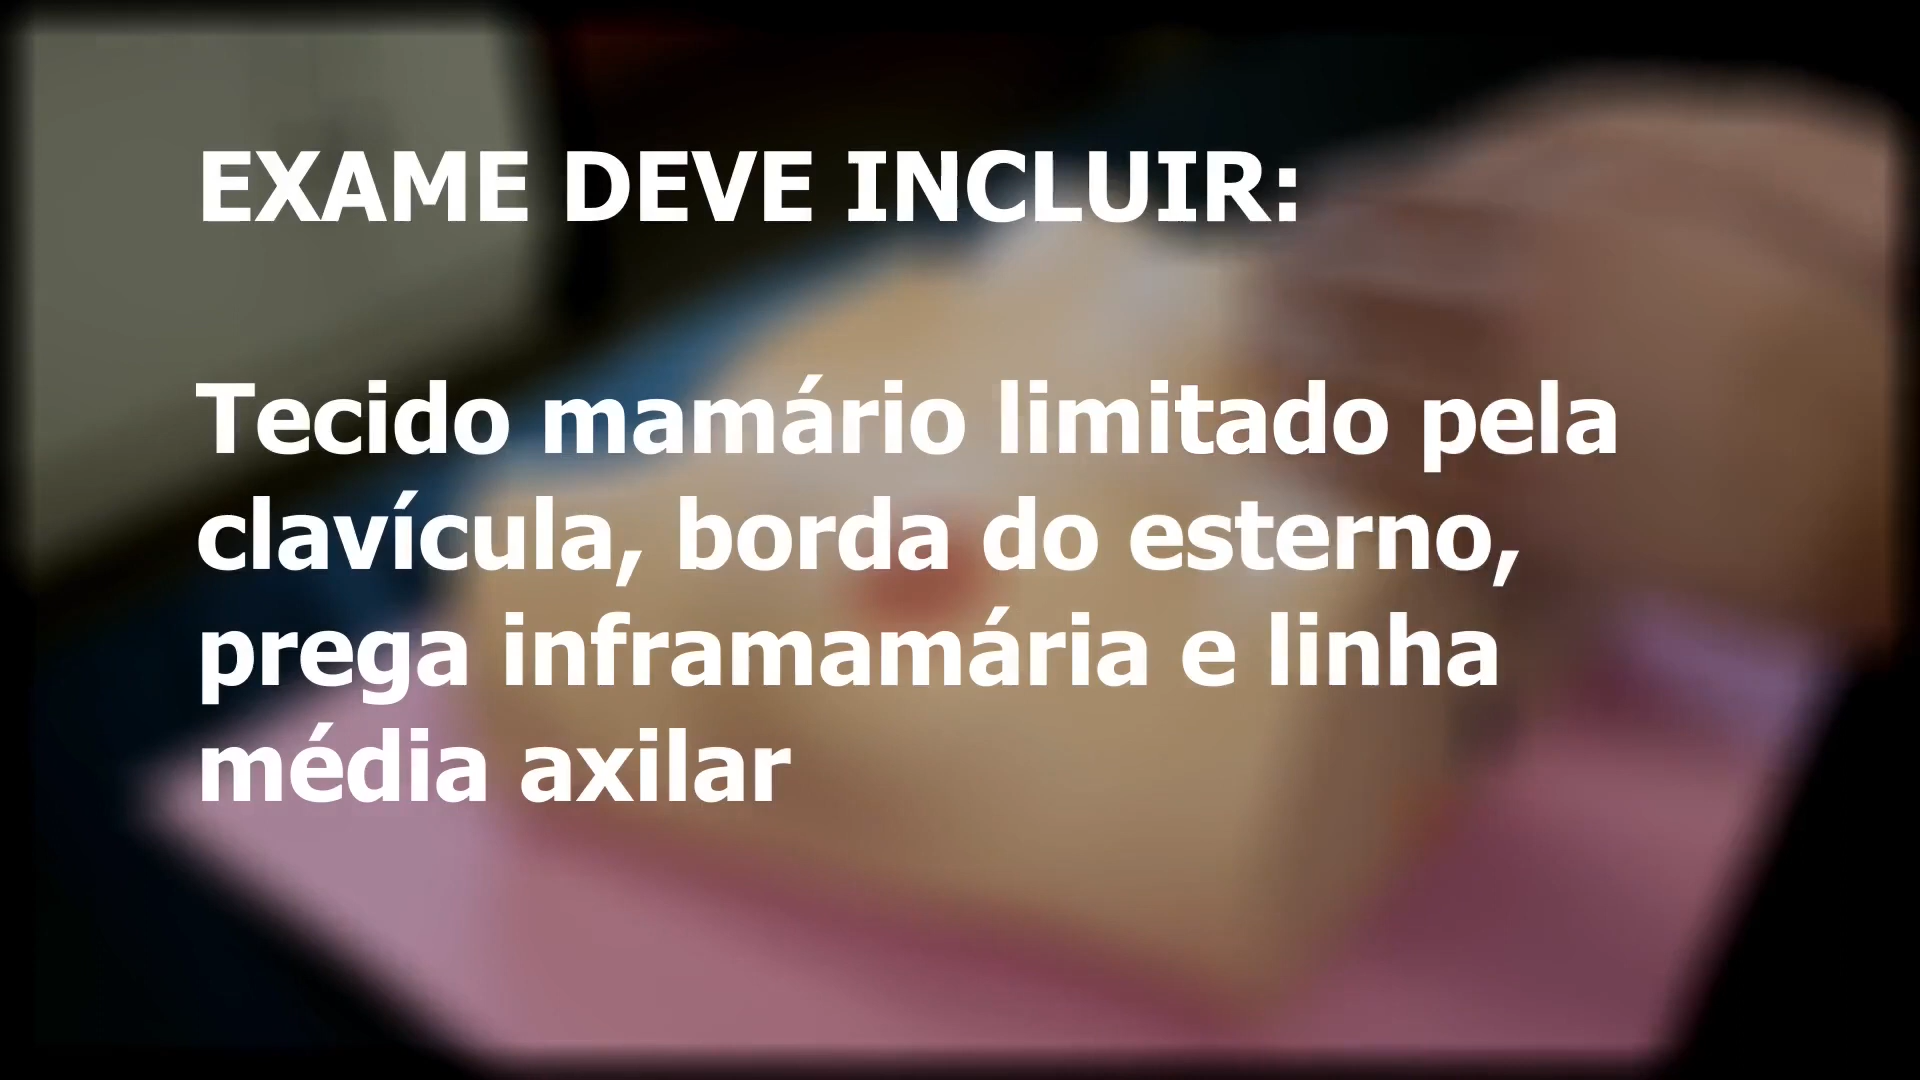 EXAME DEVE INCLUIR:
Tecido mamário limitado pela
clavícula, borda do esterno,
prega inframamária e linha
média axilar